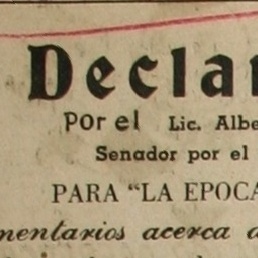 Declar
por el Lic. Albe
Senador por el
PARA "LA EPOCA
mentarios acerca d